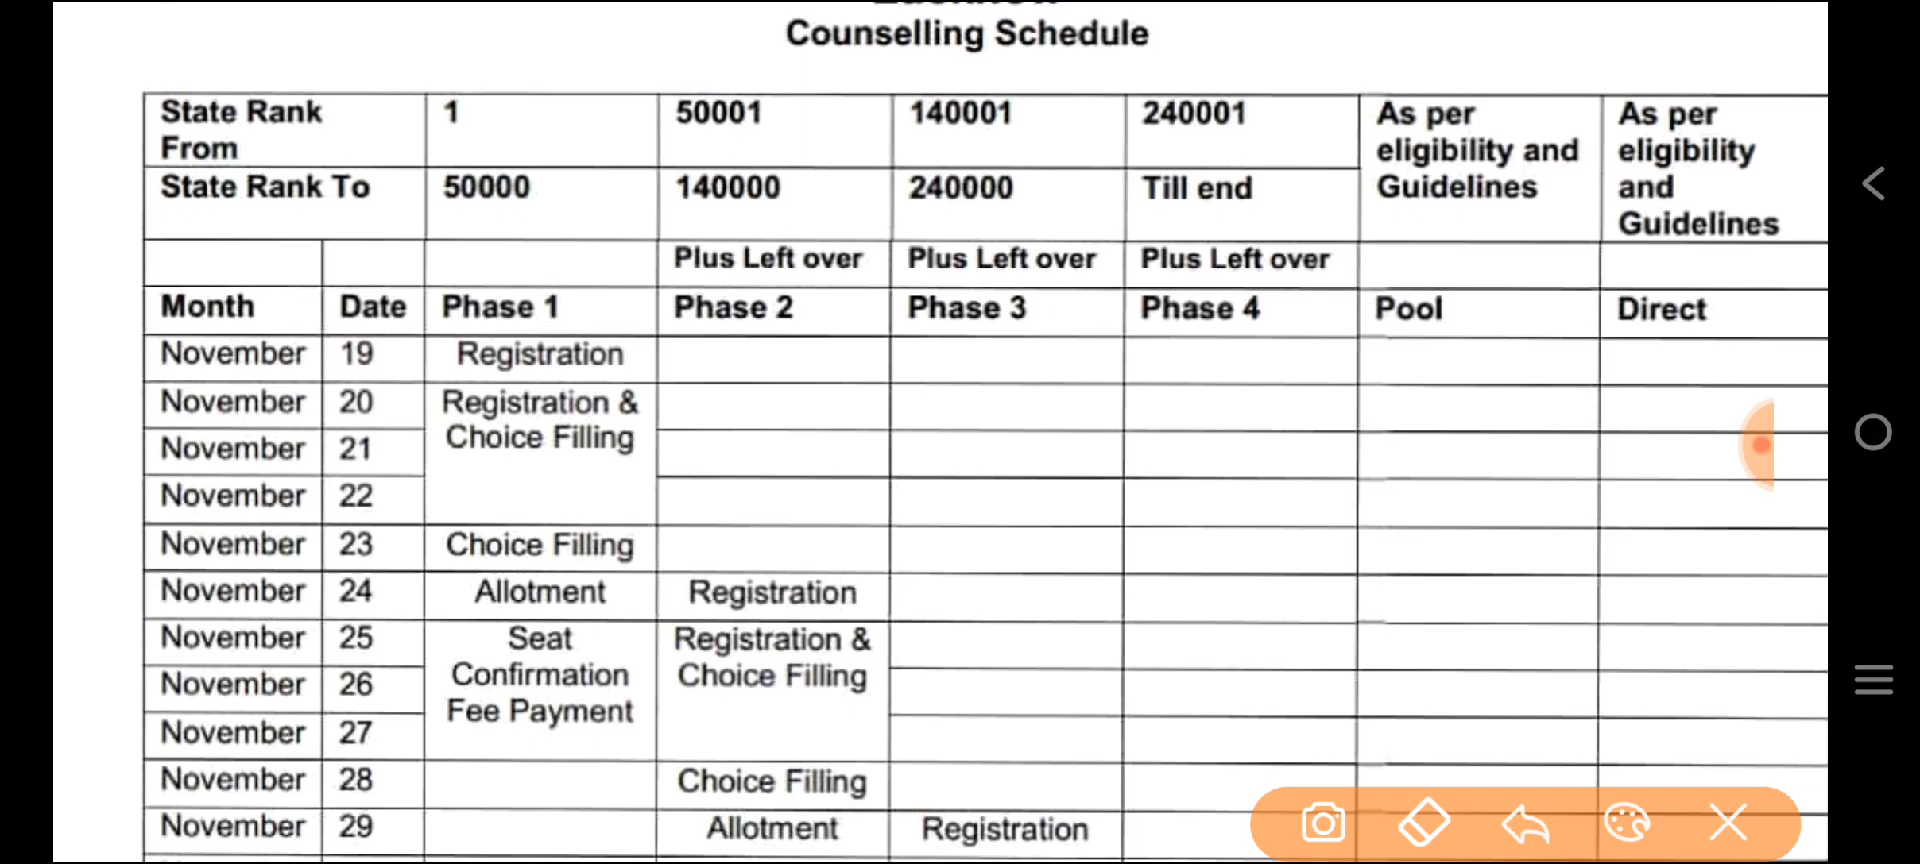 Counselling Schedule
State Rank From | 1 | 50001 | 140001 | 240001 | As per eligibility and Guidelines | As per eligibility and Guidelines
State Rank To | 50000 | 140000 | 240000 | Till end
Plus Left over | Plus Left over | Plus Left over
Month | Date | Phase 1 | Phase 2 | Phase 3 | Phase 4 | Pool | Direct
November | 19 | Registration
November | 20 | Registration & Choice Filling
November | 21
November | 22
November | 23 | Choice Filling
November | 24 | Allotment | Registration
November | 25 | Seat Confirmation Fee Payment | Registration & Choice Filling
November | 26
November | 27
November | 28 | Choice Filling
November | 29 | Allotment | Registration